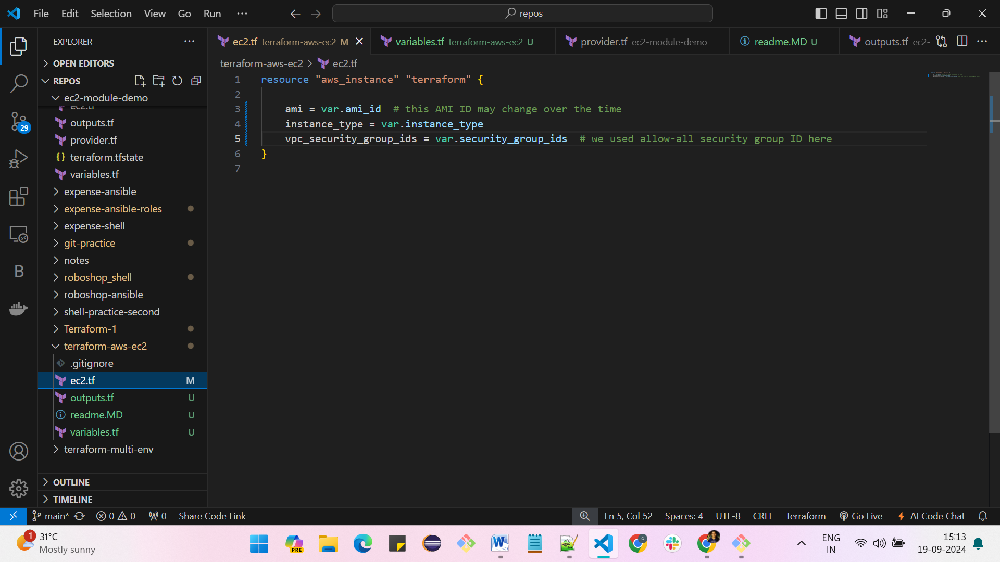 File Edit Selection View Go Run ···
repos
EXPLORER ···
OPEN EDITORS
REPOS
ec2-module-demo
ec2.tf
outputs.tf
provider.tf
{} terraform.tfstate
variables.tf
expense-ansible
expense-ansible-roles
expense-shell
git-practice
notes
roboshop_shell
roboshop-ansible
shell-practice-second
Terraform-1
terraform-aws-ec2
.gitignore
ec2.tf M
outputs.tf U
readme.MD U
variables.tf U
terraform-multi-env
OUTLINE
TIMELINE
29
B
ec2.tf terraform-aws-ec2 M
variables.tf terraform-aws-ec2 U
provider.tf ec2-module-demo
readme.MD U
outputs.tf ec2-
···
terraform-aws-ec2 > ec2.tf
1 resource "aws_instance" "terraform" {
2
3 ami = var.ami_id # this AMI ID may change over the time
4 instance_type = var.instance_type
5 vpc_security_group_ids = var.security_group_ids # we used allow-all security group ID here
6 }
7
main* 0 0 0 Share Code Link Ln 5, Col 52 Spaces: 4 UTF-8 CRLF Terraform Go Live AI Code Chat
1
31°C
Mostly sunny
PRE
W
C
ENG
IN
15:13
19-09-2024